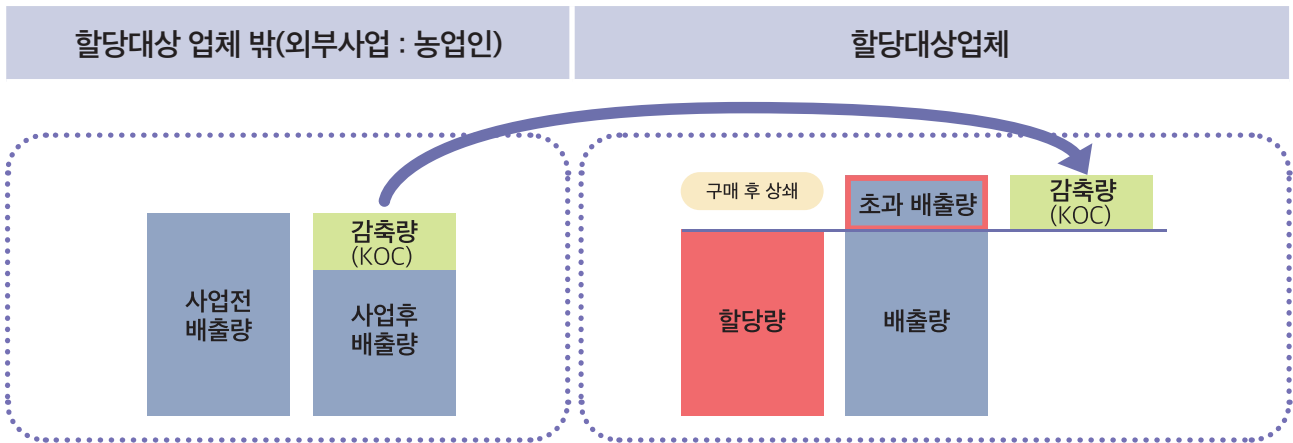 할당대상 업체 밖(외부사업 : 농업인)
할당대상업체
사업전
배출량
감축량
(KOC)
사업후
배출량
구매 후 상쇄
할당량
초과 배출량
배출량
감축량
(KOC)